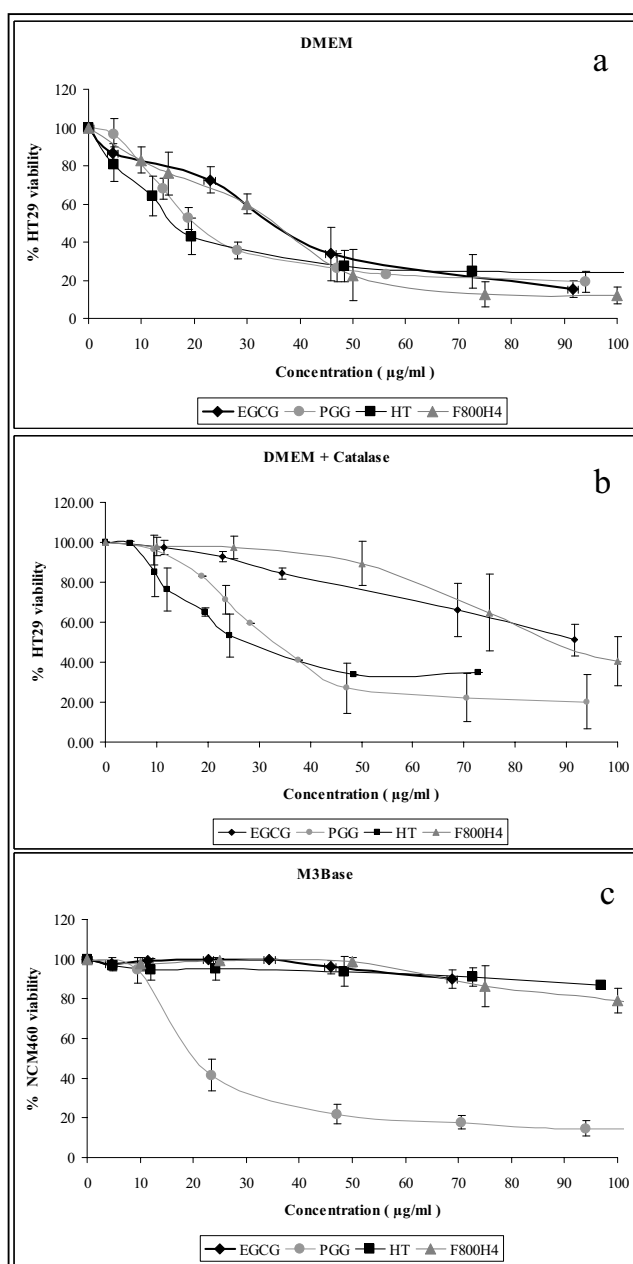 DMEM
a
120
100
80
60
40
20
0
% HT29 viability
0 10 20 30 40 50 60 70 80 90 100
Concentration ( µg/ml )
EGCG PGG HT F800H4
DMEM + Catalase
b
120.00
100.00
80.00
60.00
40.00
20.00
0.00
% HT29 viability
0 10 20 30 40 50 60 70 80 90 100
Concentration ( µg/ml )
EGCG PGG HT F800H4
M3Base
c
120
100
80
60
40
20
0
% NCM460 viability
0 10 20 30 40 50 60 70 80 90 100
Concentration ( µg/ml )
EGCG PGG HT F800H4